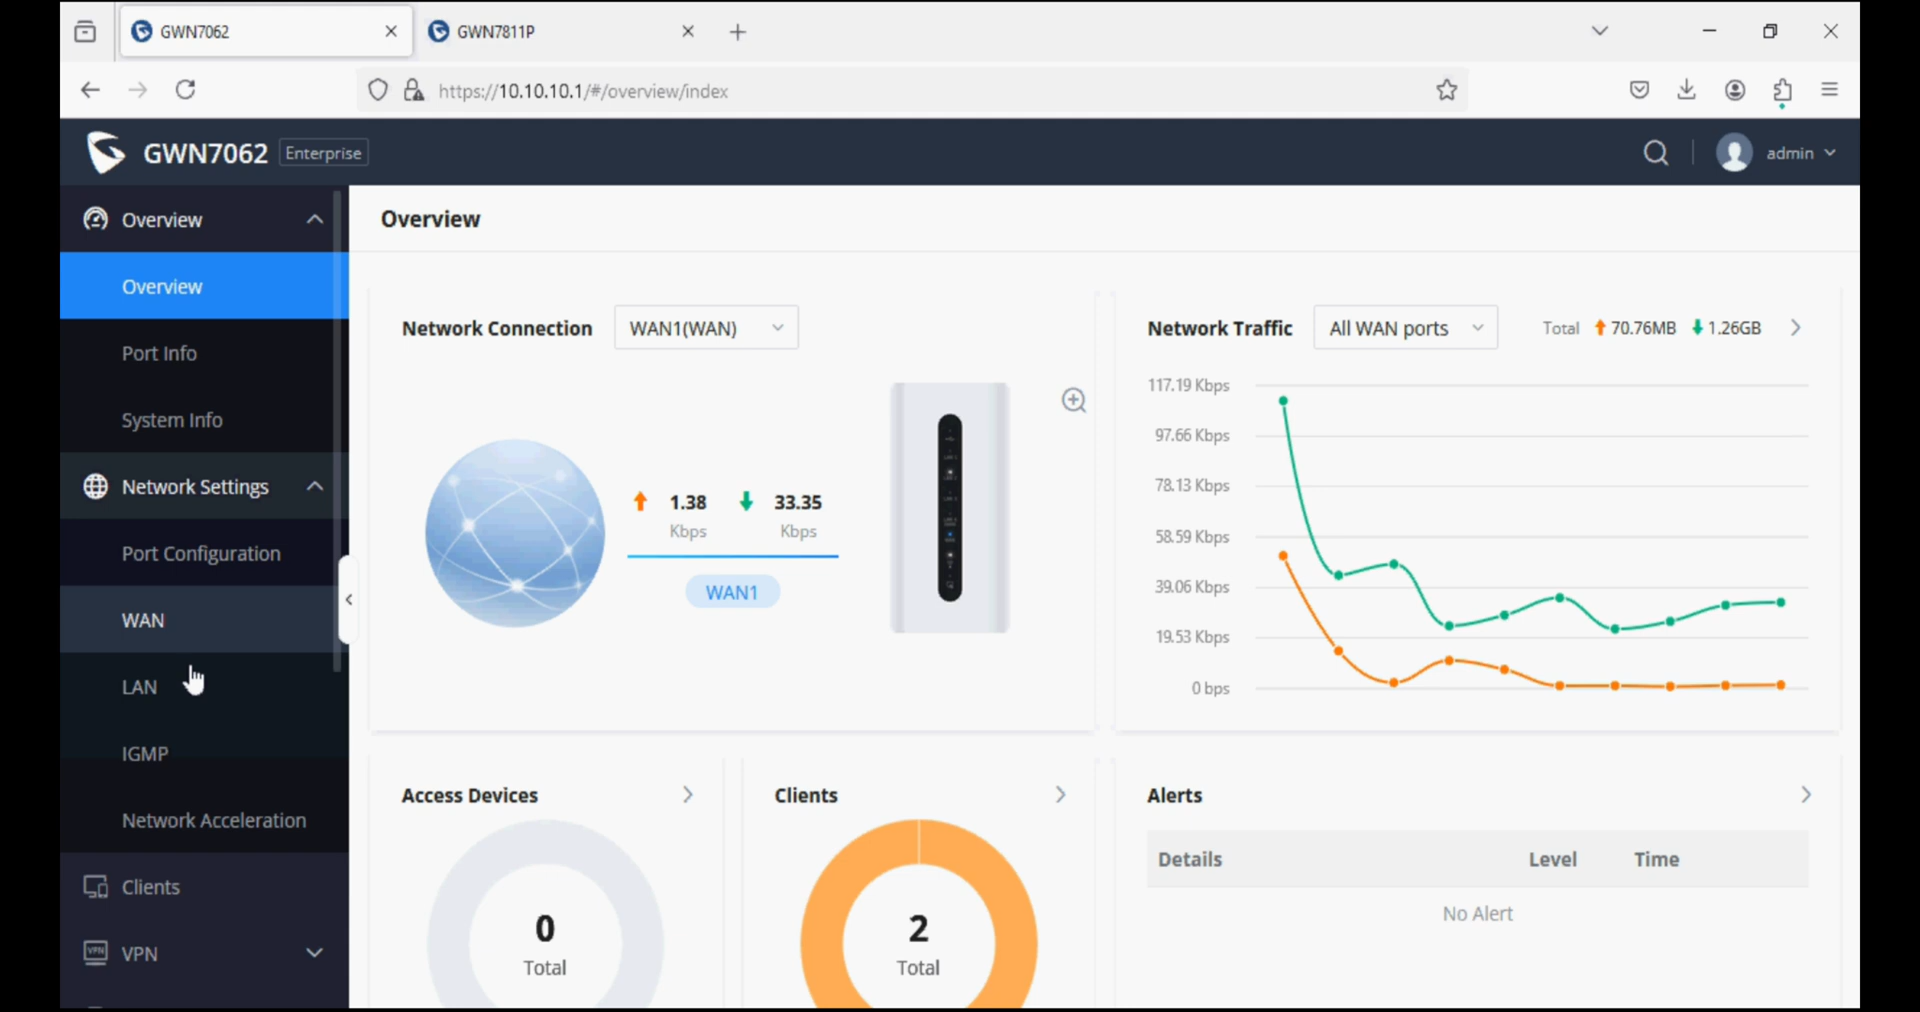 GWN7062
GWN7811P
https://10.10.10.1/#/overview/index
GWN7062 Enterprise
admin
Overview
Overview
Port Info
System Info
Network Settings
Port Configuration
WAN
LAN
IGMP
Network Acceleration
Clients
VPN
Overview
Network Connection
WAN1(WAN)
1.38
Kbps
33.35
Kbps
WAN1
Network Traffic
All WAN ports
Total 70.76MB 1.26GB
117.19 Kbps
97.66 Kbps
78.13 Kbps
58.59 Kbps
39.06 Kbps
19.53 Kbps
0 bps
Access Devices
0
Total
Clients
2
Total
Alerts
Details Level Time
No Alert